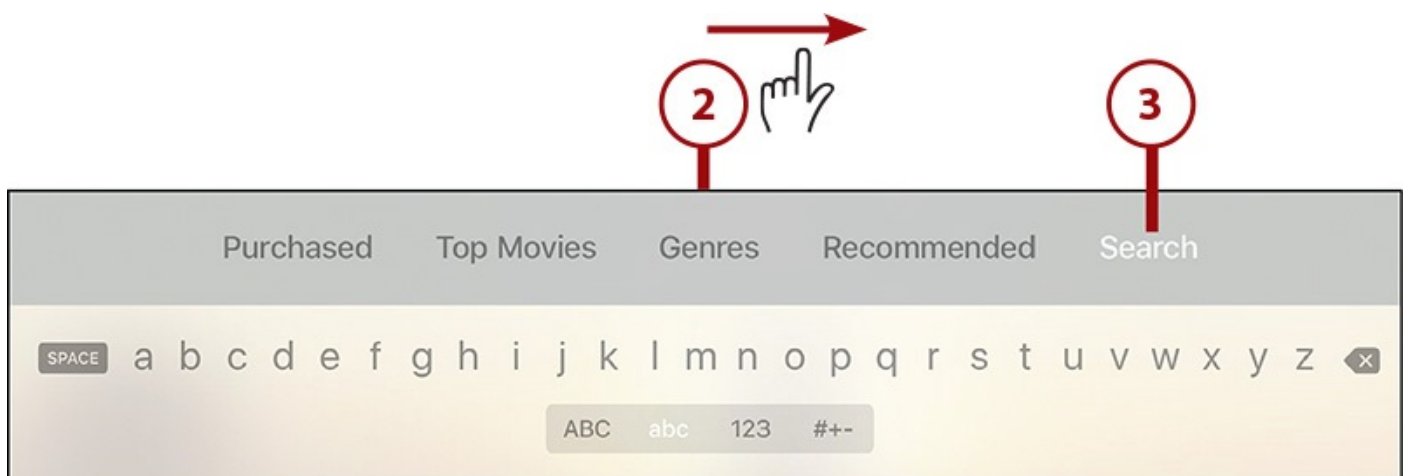 2 3
Purchased Top Movies Genres Recommended Search
SPACE a b c d e f g h i j k l m n o p q r s t u v w x y z
ABC abc 123 #+-